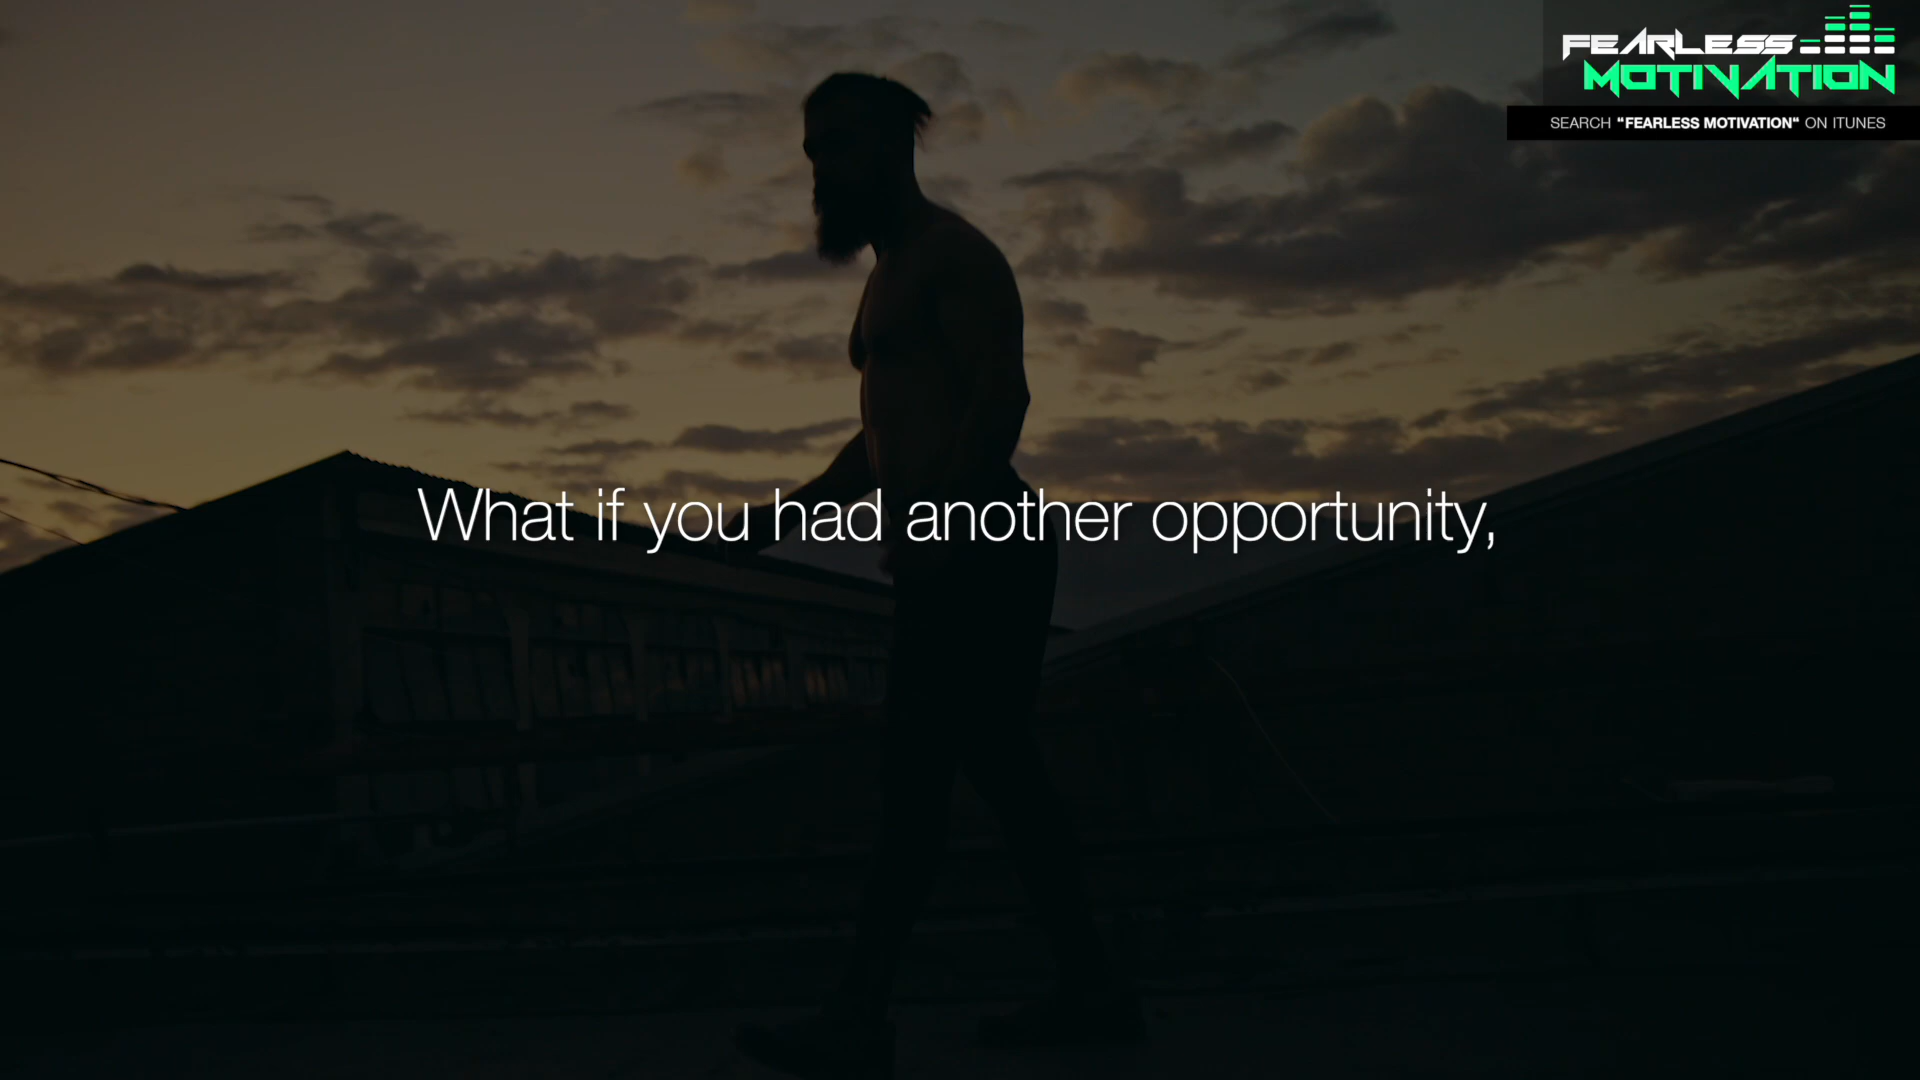 FEARLESS
MOTIVATION
SEARCH "FEARLESS MOTIVATION" ON ITUNES
What if you had another opportunity,